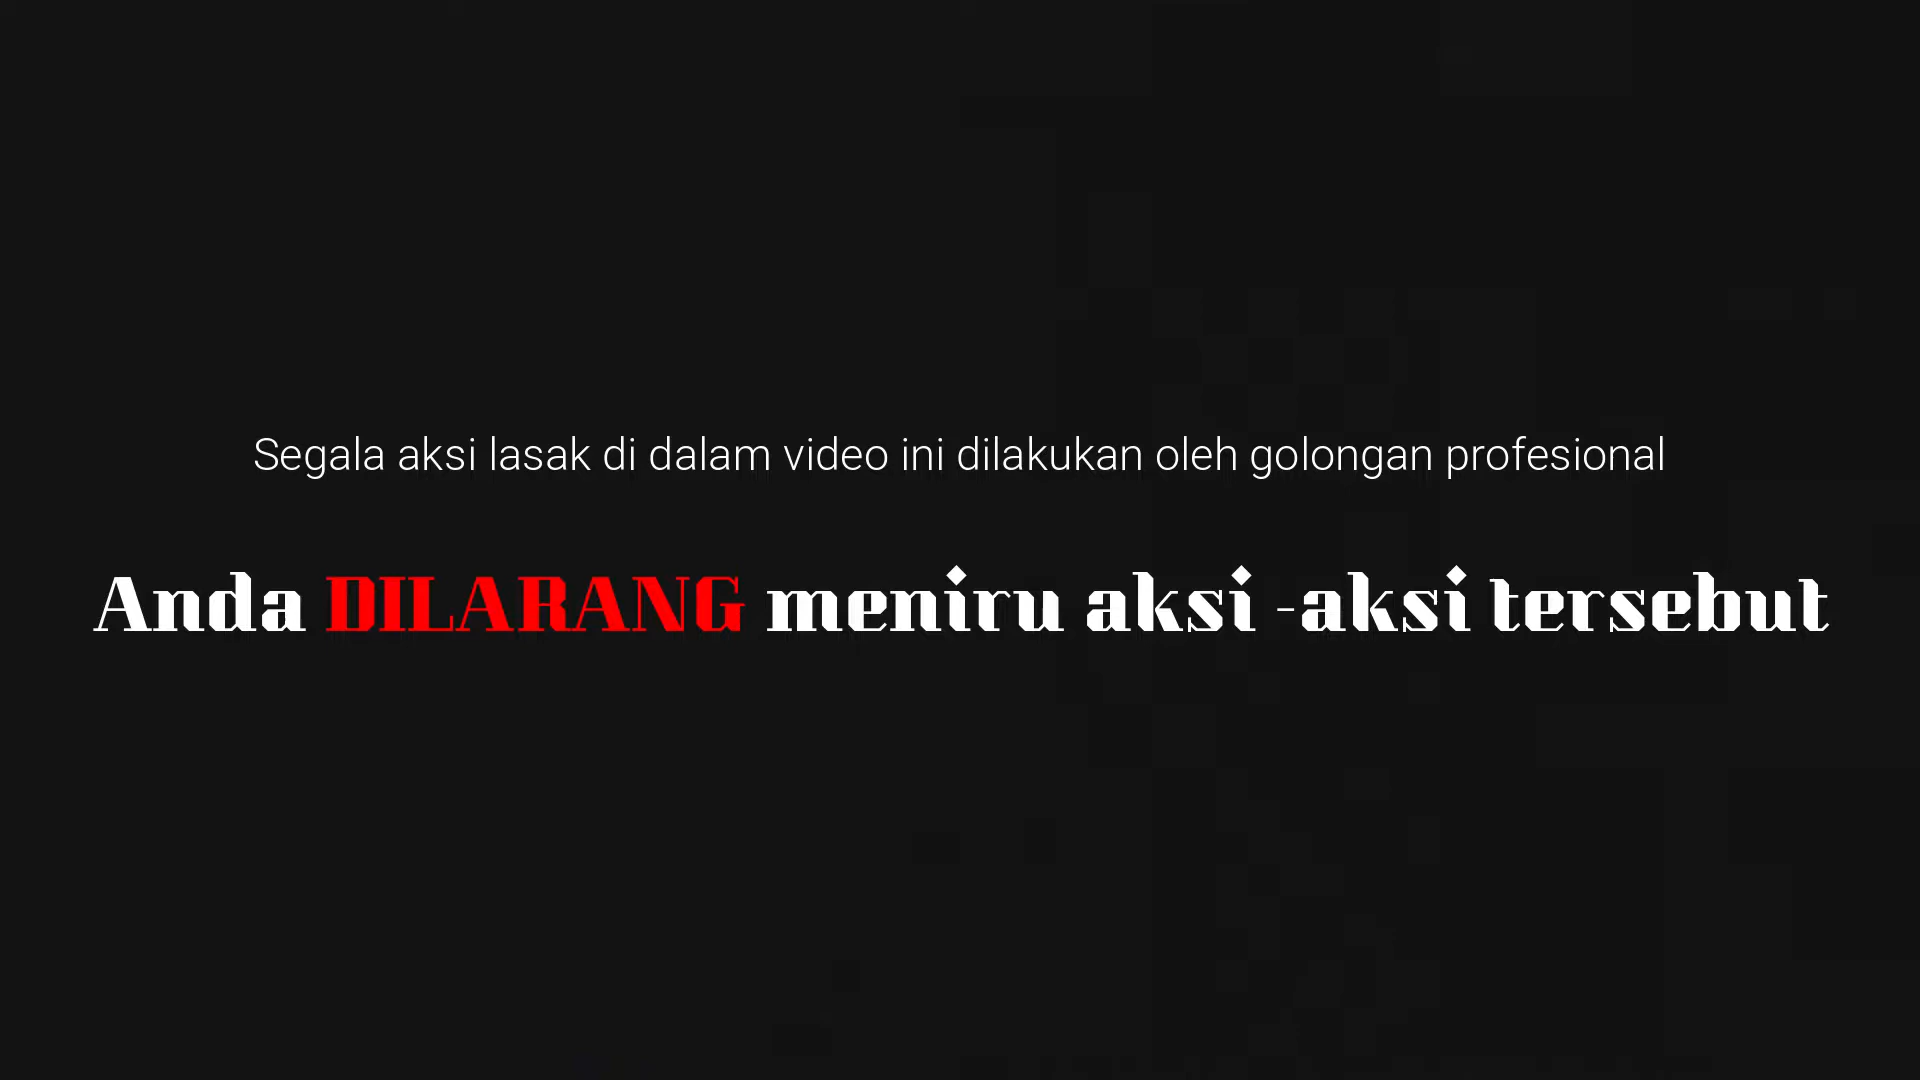 Segala aksi lasak di dalam video ini dilakukan oleh golongan profesional
Anda DILARANG meniru aksi -aksi tersebut